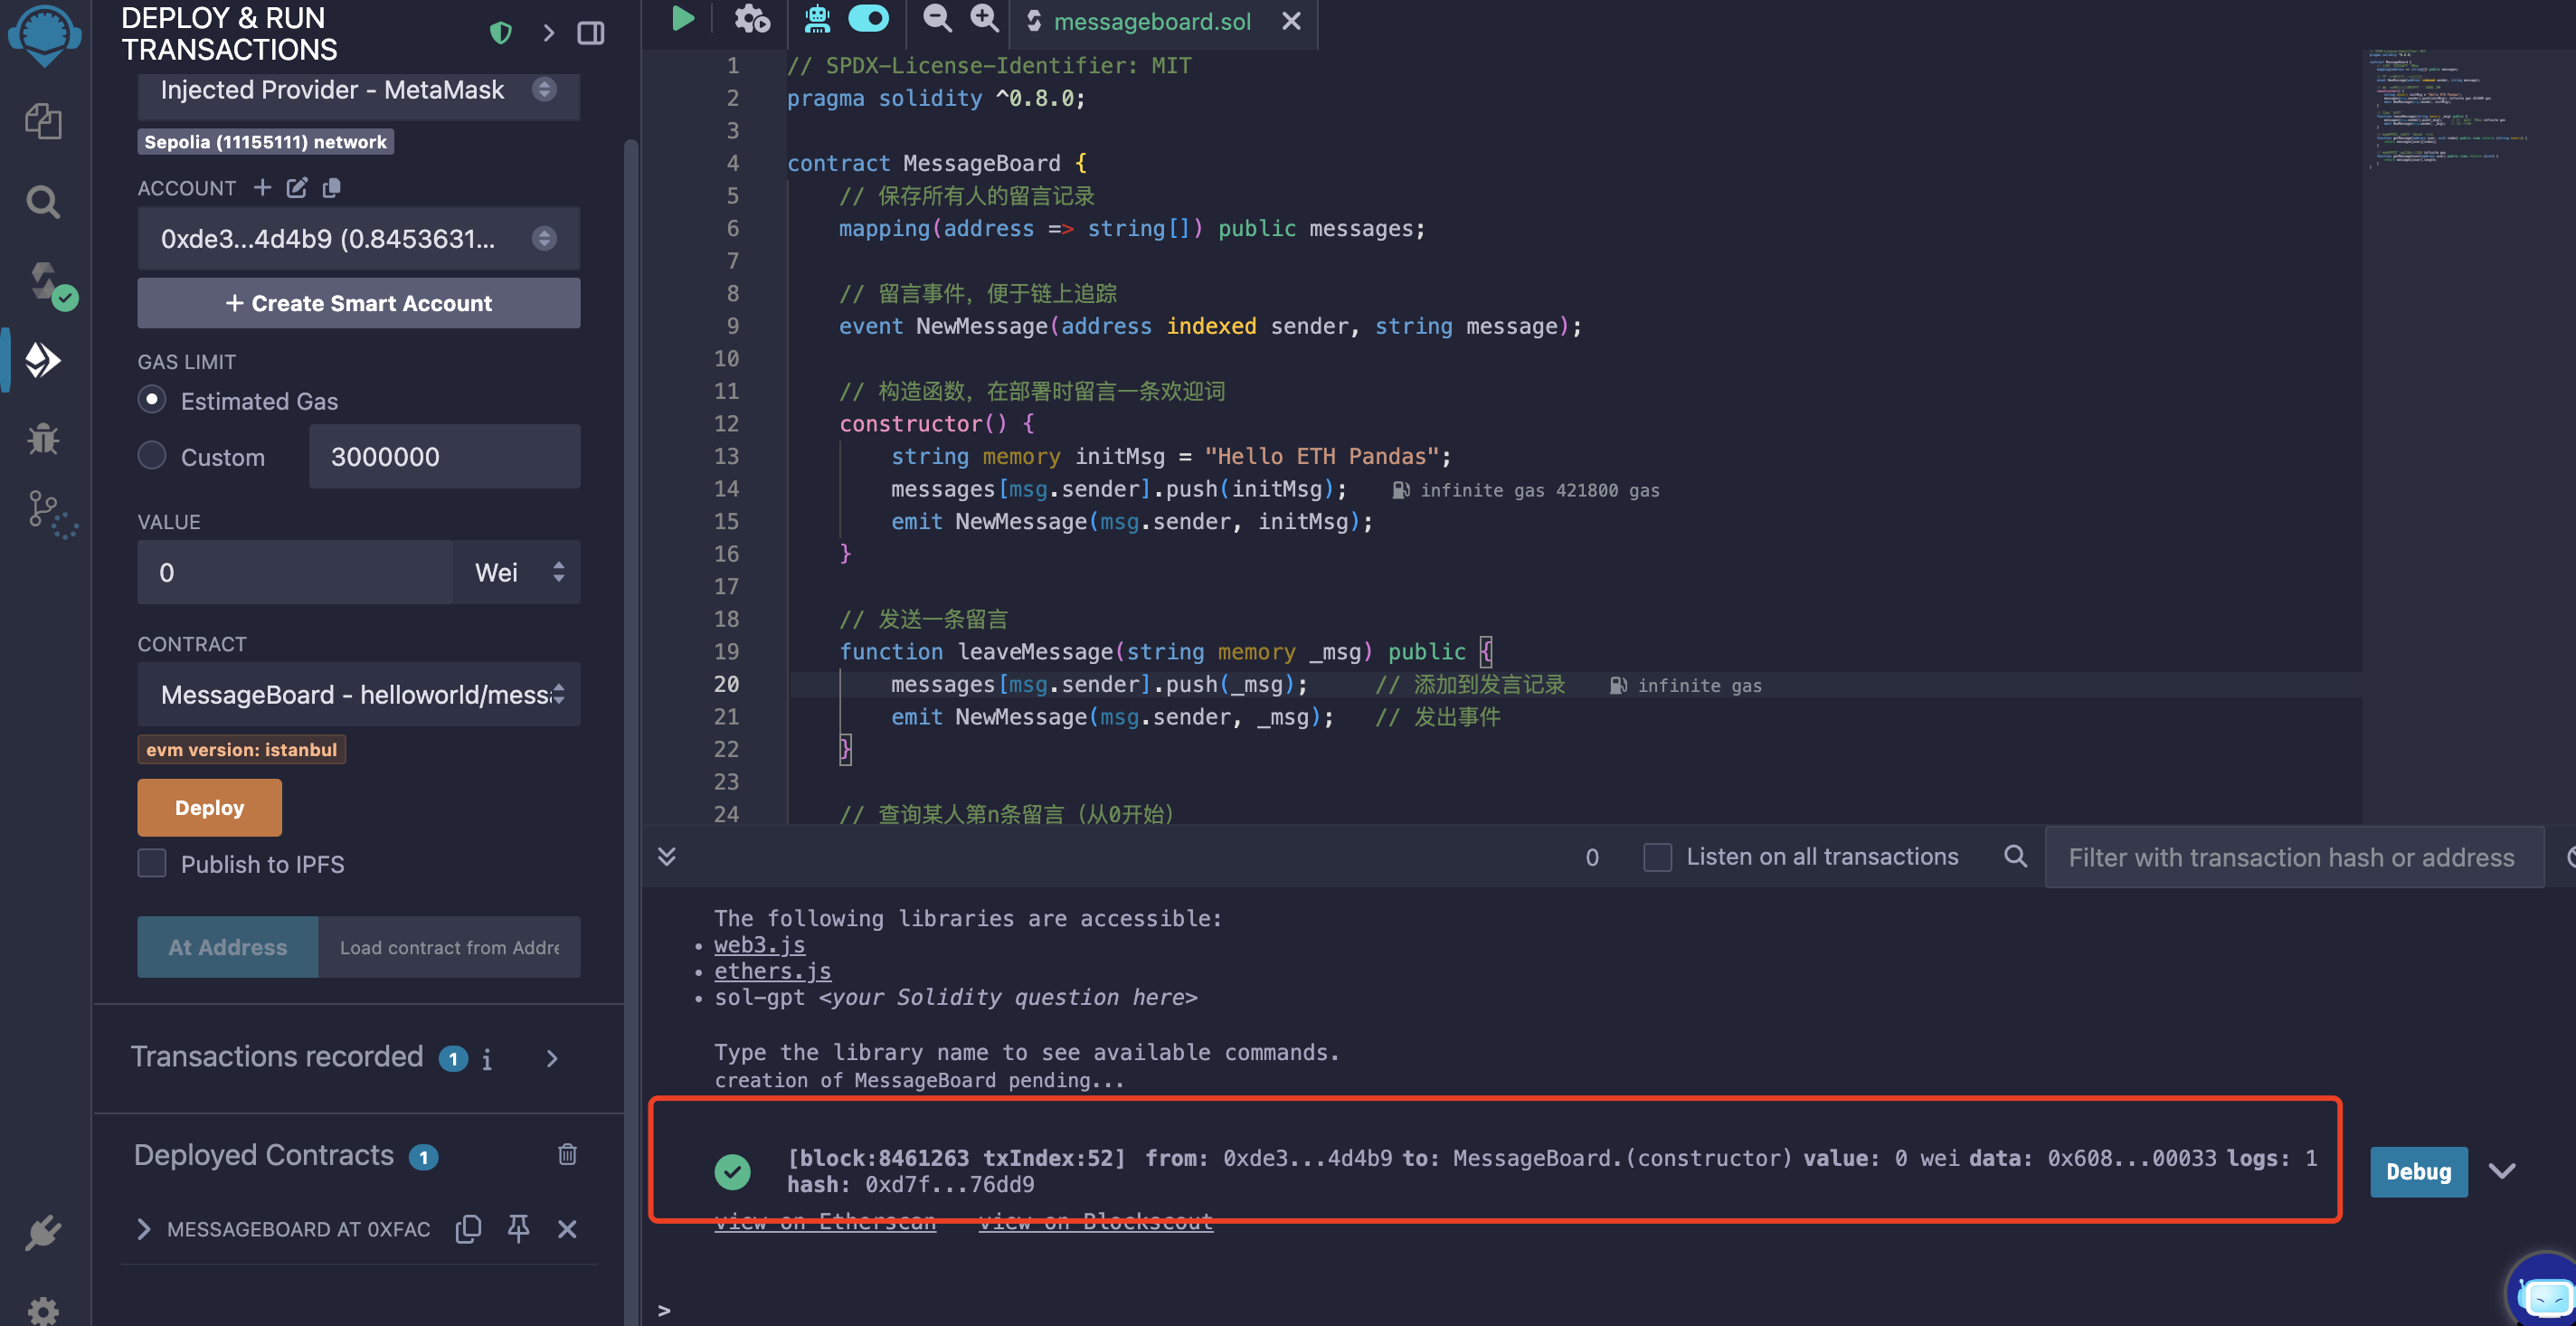 DEPLOY & RUN
TRANSACTIONS
Injected Provider - MetaMask
Sepolia (11155111) network
ACCOUNT
0xde3...4d4b9 (0.8453631...
+ Create Smart Account
GAS LIMIT
Estimated Gas
Custom
3000000
VALUE
0
Wei
CONTRACT
MessageBoard - helloworld/messa
evm version: istanbul
Deploy
Publish to IPFS
At Address
Load contract from Addre
Transactions recorded 1 i
Deployed Contracts 1
MESSAGEBOARD AT 0XFAC
messageboard.sol
1 // SPDX-License-Identifier: MIT
2 pragma solidity ^0.8.0;
3
4 contract MessageBoard {
5 // 保存所有人的留言记录
6 mapping(address => string[]) public messages;
7
8 // 留言事件，便于链上追踪
9 event NewMessage(address indexed sender, string message);
10
11 // 构造函数，在部署时留言一条欢迎词
12 constructor() {
13 string memory initMsg = "Hello ETH Pandas";
14 messages[msg.sender].push(initMsg); infinite gas 421800 gas
15 emit NewMessage(msg.sender, initMsg);
16 }
17
18 // 发送一条留言
19 function leaveMessage(string memory _msg) public {
20 messages[msg.sender].push(_msg); // 添加到发言记录 infinite gas
21 emit NewMessage(msg.sender, _msg); // 发出事件
22 }
23
24 // 查询某人第n条留言（从0开始）
0
Listen on all transactions
Filter with transaction hash or address
The following libraries are accessible:
• web3.js
• ethers.js
• sol-gpt <your Solidity question here>
Type the library name to see available commands.
creation of MessageBoard pending...
[block:8461263 txIndex:52] from: 0xde3...4d4b9 to: MessageBoard.(constructor) value: 0 wei data: 0x608...00033 logs: 1
hash: 0xd7f...76dd9
Debug
view on Etherscan view on Blockscout
>